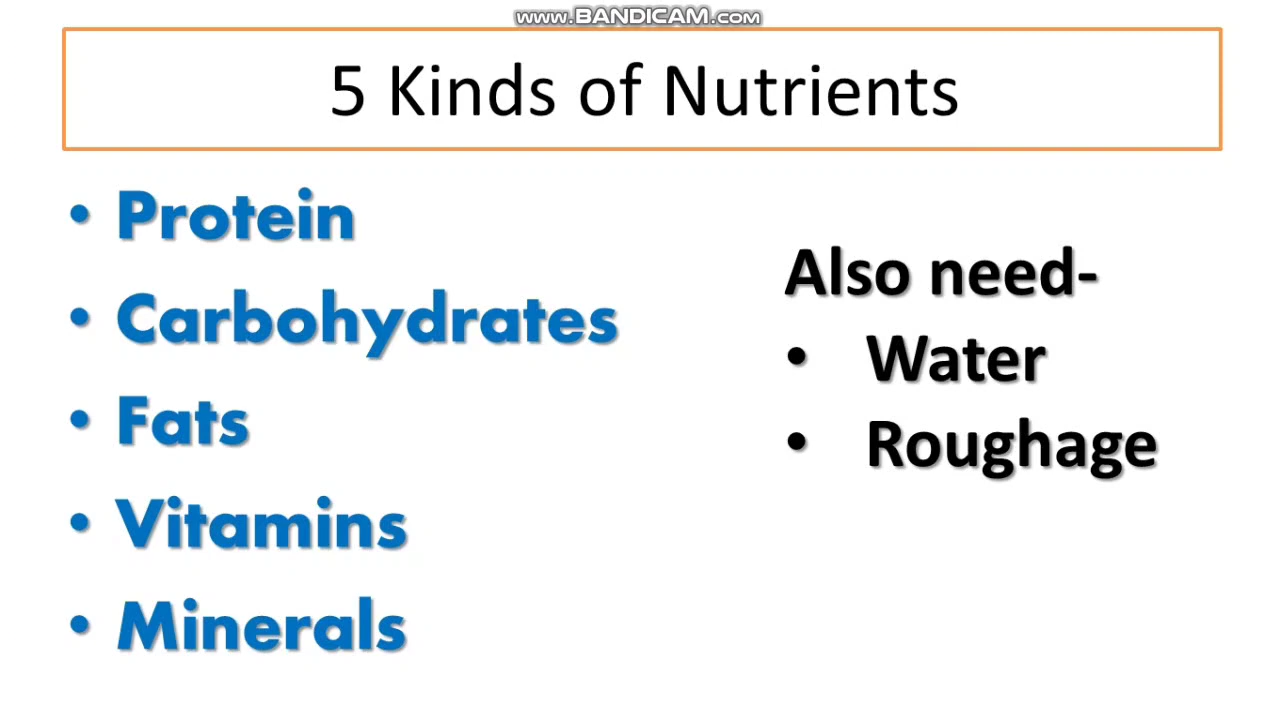 www.BANDICAM.com
5 Kinds of Nutrients
• Protein
• Carbohydrates
• Fats
• Vitamins
• Minerals
Also need-
• Water
• Roughage